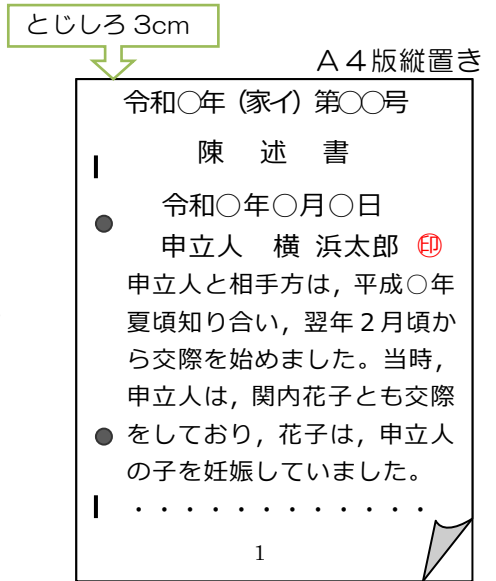 とじしろ3cm
A4版縦置き
令和○年(家イ)第○○号
陳述書
令和○年○月○日
申立人 横浜太郎 ㊞
申立人と相手方は,平成○年
夏頃知り合い,翌年2月頃か
ら交際を始めました。当時,
申立人は,関内花子とも交際
をしており,花子は,申立人
の子を妊娠していました。
・・・・・・・・・・・・
1